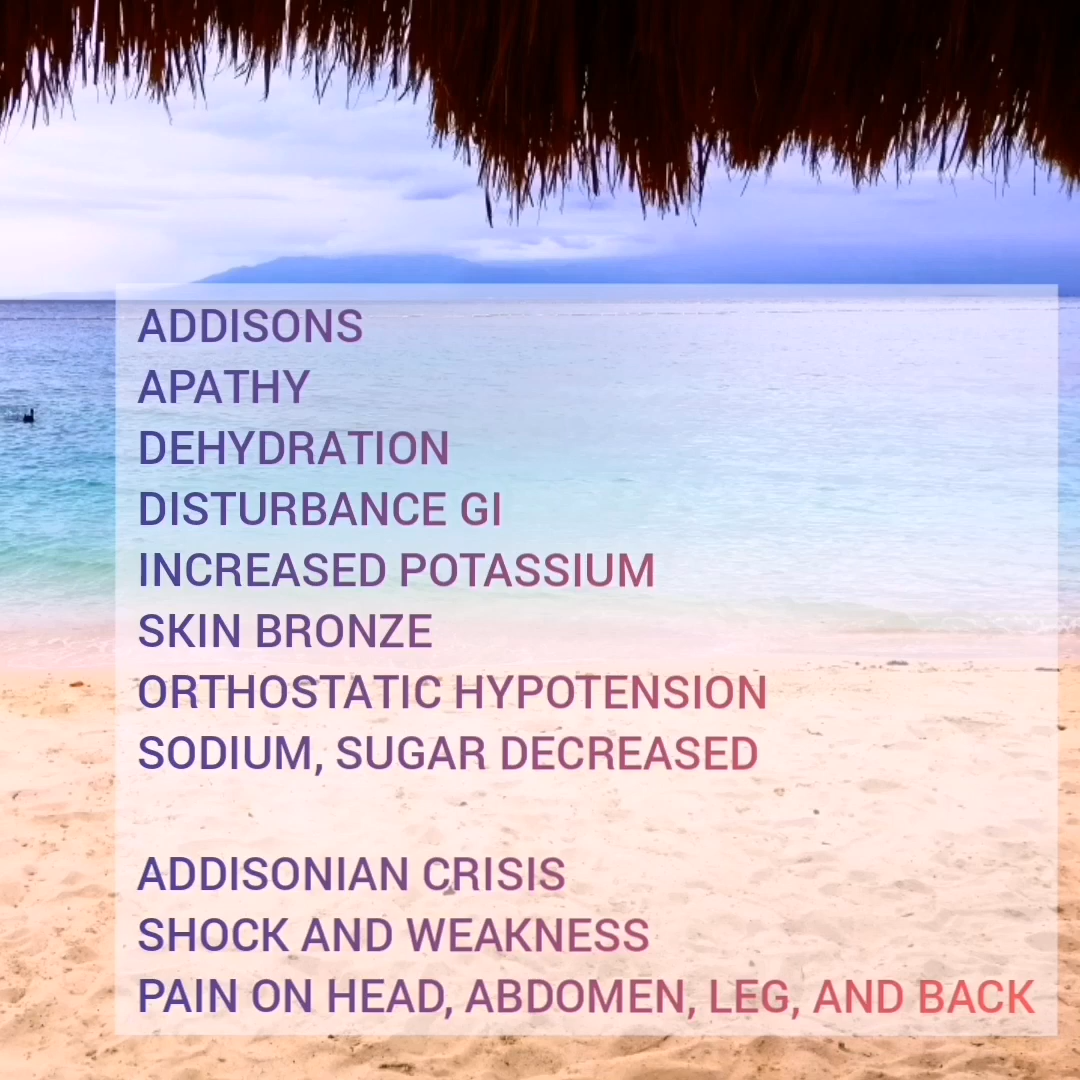 ADDISONS
APATHY
DEHYDRATION
DISTURBANCE GI
INCREASED POTASSIUM
SKIN BRONZE
ORTHOSTATIC HYPOTENSION
SODIUM, SUGAR DECREASED
ADDISONIAN CRISIS
SHOCK AND WEAKNESS
PAIN ON HEAD, ABDOMEN, LEG, AND BACK